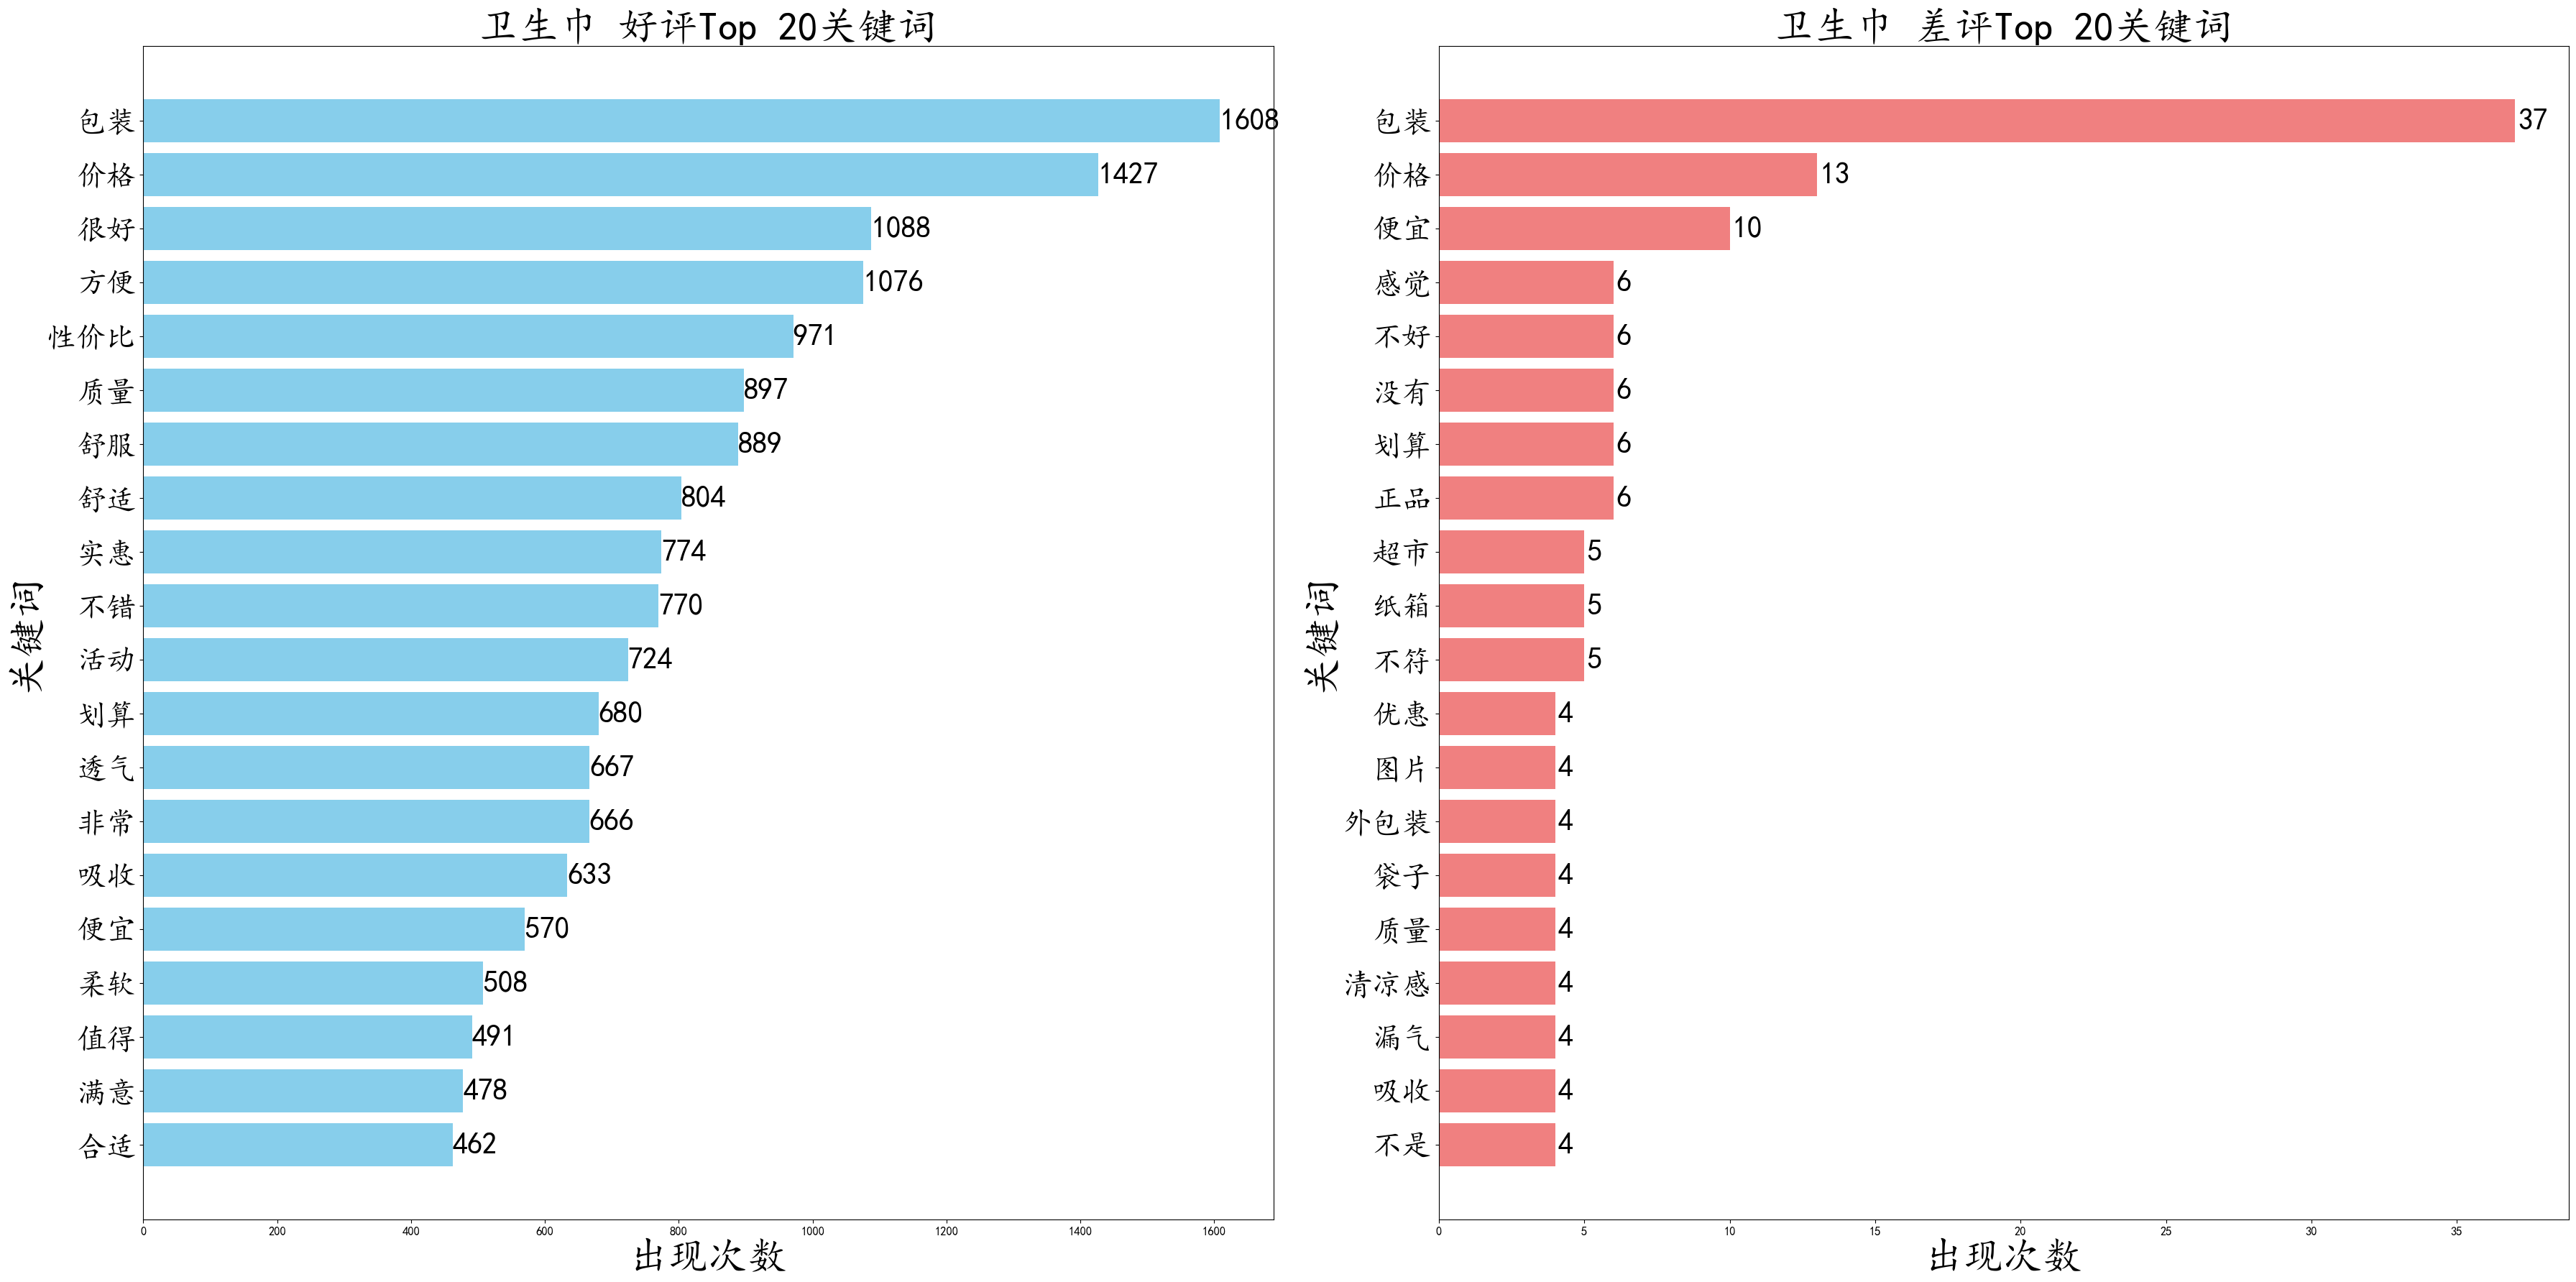 卫生巾 好评Top 20关键词
关键词
包装 1608
价格 1427
很好 1088
方便 1076
性价比 971
质量 897
舒服 889
舒适 804
实惠 774
不错 770
活动 724
划算 680
透气 667
非常 666
吸收 633
便宜 570
柔软 508
值得 491
满意 478
合适 462
0 200 400 600 800 1000 1200 1400 1600
出现次数
卫生巾 差评Top 20关键词
关键词
包装 37
价格 13
便宜 10
感觉 6
不好 6
没有 6
划算 6
正品 6
超市 5
纸箱 5
不符 5
优惠 4
图片 4
外包装 4
袋子 4
质量 4
清凉感 4
漏气 4
吸收 4
不是 4
0 5 10 15 20 25 30 35
出现次数